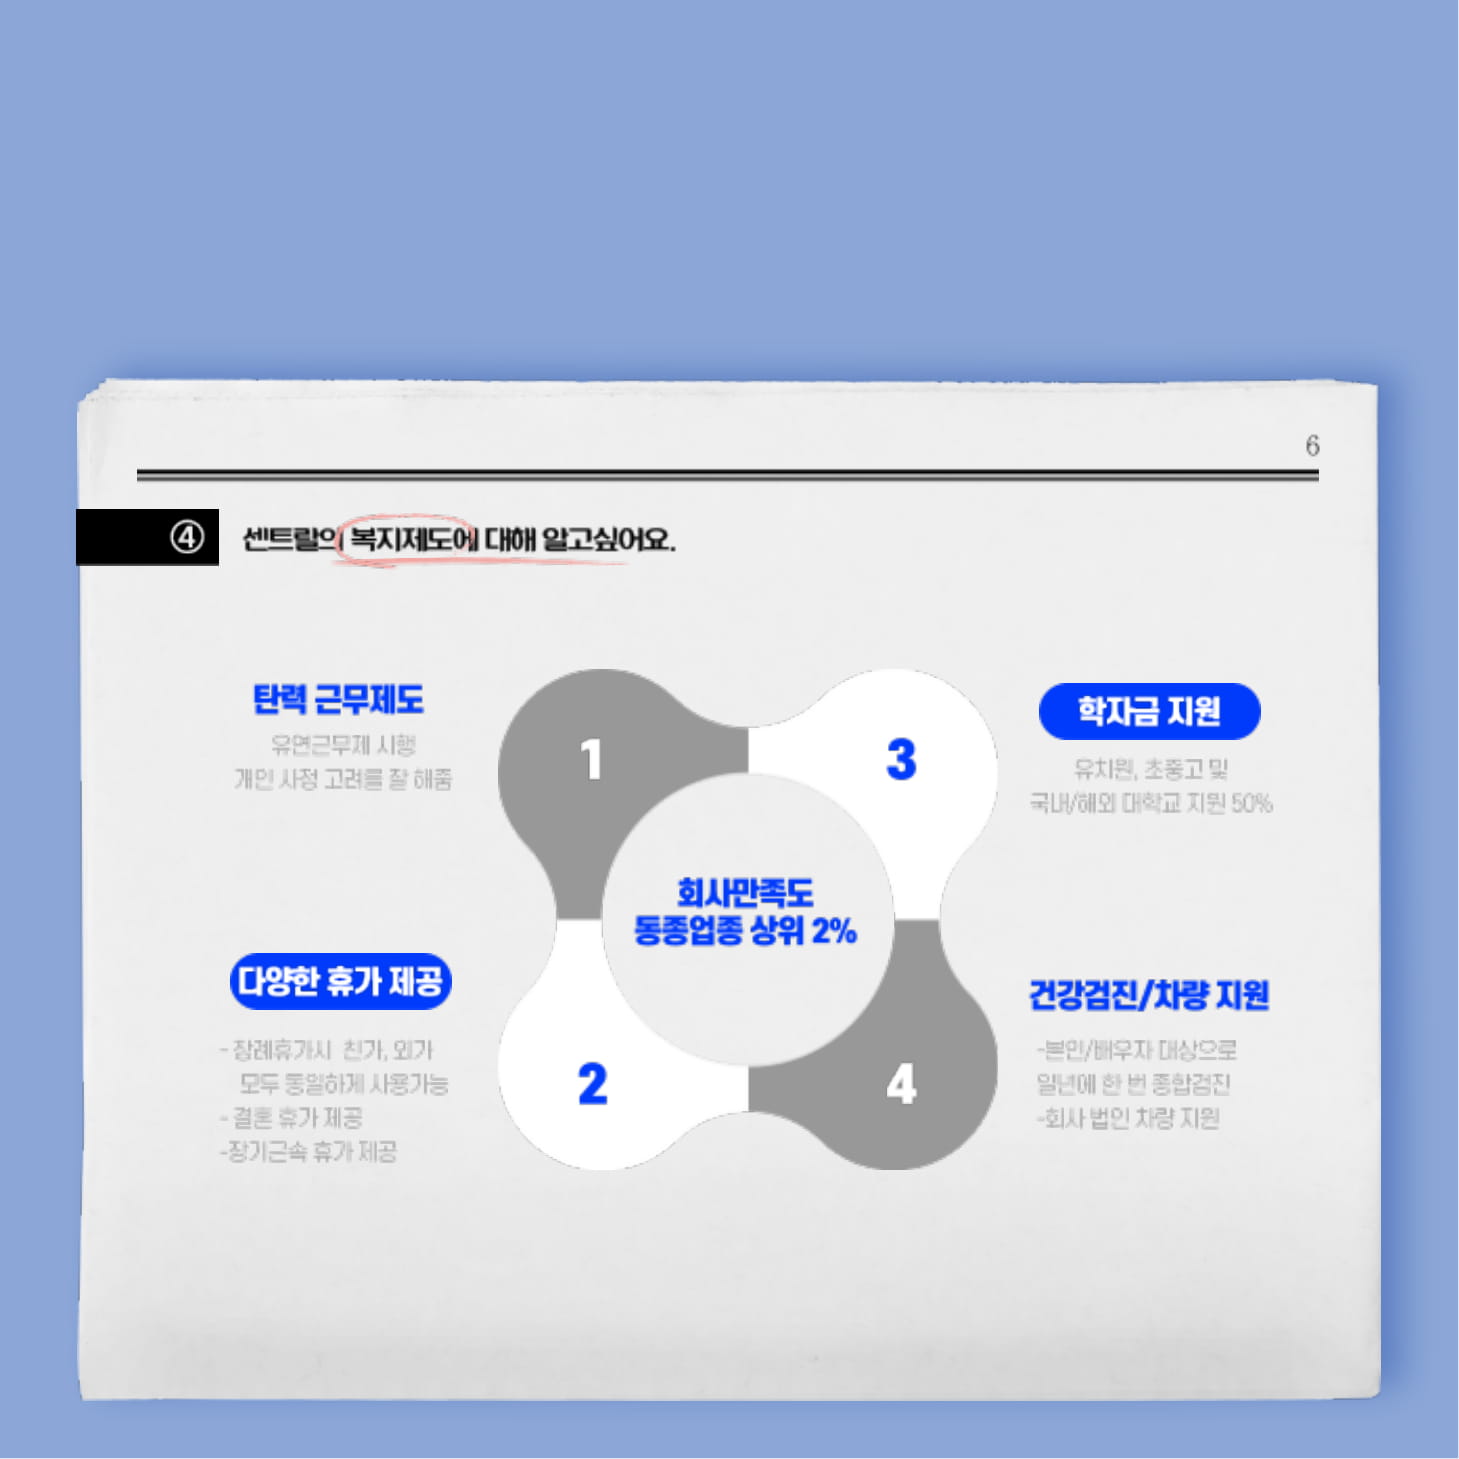 6
④ 센트랄의 복지제도에 대해 알고싶어요.
탄력 근무제도
유연근무제 시행
개인 사정 고려를 잘 해줌
1
3
학자금 지원
유치원, 초중고 및
국내/해외 대학교 지원 50%
회사만족도
동종업종 상위 2%
다양한 휴가 제공
- 장례휴가시 친가, 외가
모두 동일하게 사용가능
- 결혼 휴가 제공
-장기근속 휴가 제공
2
4
건강검진/차량 지원
-본인/배우자 대상으로
일년에 한 번 종합검진
-회사 법인 차량 지원